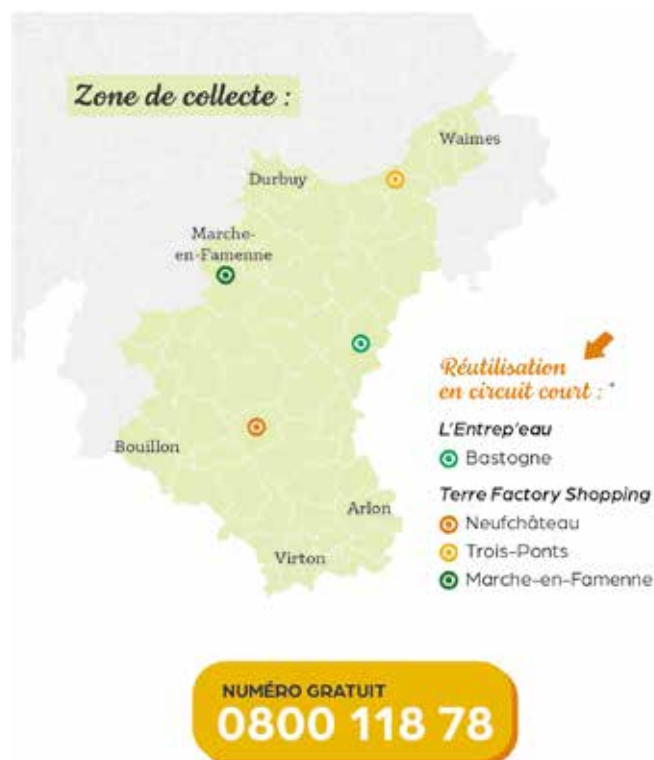 Zone de collecte :
Waimes
Durbuy
Marche-
en-Famenne
Réutilisation
en circuit court : *
L'Entrep'eau
Bastogne
Bouillon
Terre Factory Shopping
Neufchâteau
Arlon
Trois-Ponts
Virton
Marche-en-Famenne
NUMÉRO GRATUIT
0800 118 78